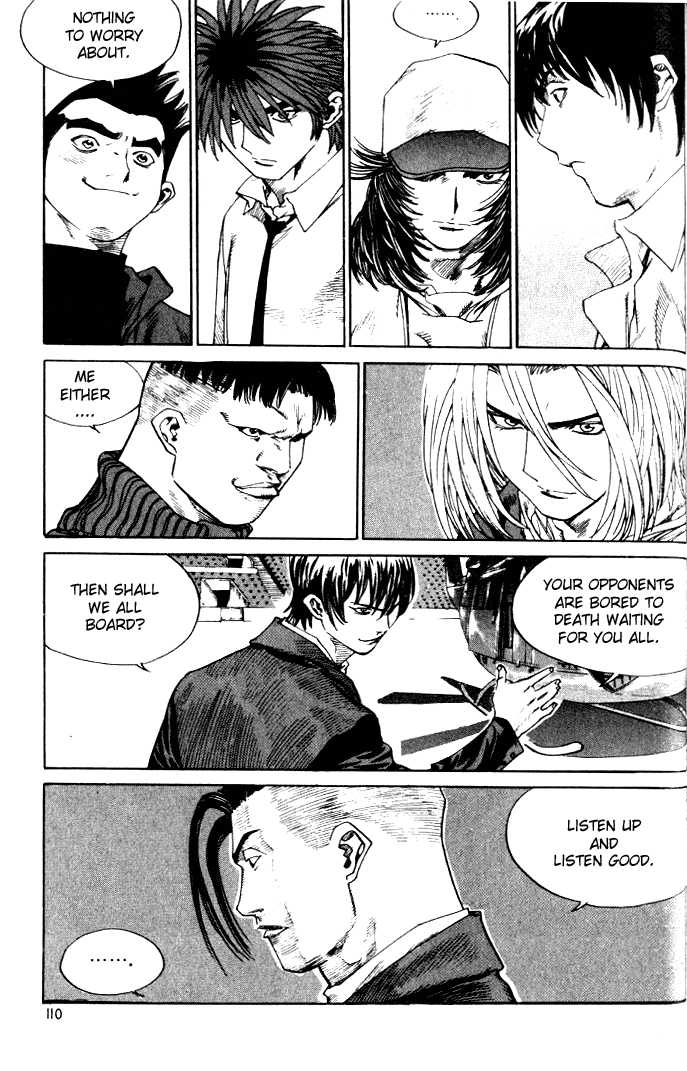 NOTHING
TO WORRY
ABOUT.
.......
ME
EITHER
....
THEN SHALL
WE ALL
BOARD?
YOUR OPPONENTS
ARE BORED TO
DEATH WAITING
FOR YOU ALL.
LISTEN UP
AND
LISTEN GOOD.
.......
110